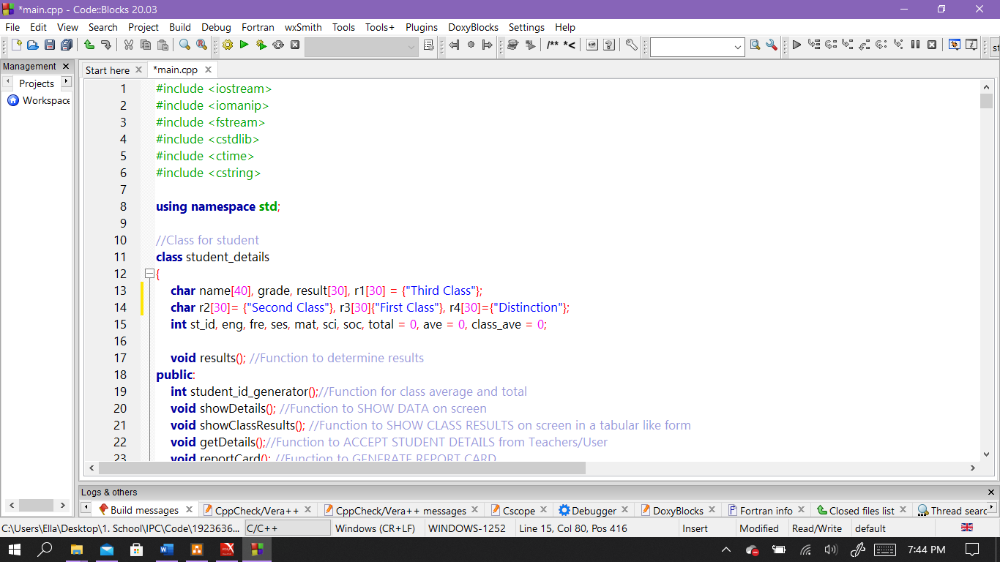 *main.cpp - Code::Blocks 20.03
File Edit View Search Project Build Debug Fortran wxSmith Tools Tools+ Plugins DoxyBlocks Settings Help
/** *<
Management
Start here *main.cpp
Projects
Workspace
1 #include <iostream>
2 #include <iomanip>
3 #include <fstream>
4 #include <cstdlib>
5 #include <ctime>
6 #include <cstring>
7
8 using namespace std;
9
10 //Class for student
11 class student_details
12 {
13 char name[40], grade, result[30], r1[30] = {"Third Class"};
14 char r2[30]= {"Second Class"}, r3[30]{"First Class"}, r4[30]={"Distinction"};
15 int st_id, eng, fre, ses, mat, sci, soc, total = 0, ave = 0, class_ave = 0;
16
17 void results(); //Function to determine results
18 public:
19 int student_id_generator();//Function for class average and total
20 void showDetails(); //Function to SHOW DATA on screen
21 void showClassResults(); //Function to SHOW CLASS RESULTS on screen in a tabular like form
22 void getDetails();//Function to ACCEPT STUDENT DETAILS from Teachers/User
23 void reportCard(); //Function to GENERATE REPORT CARD
Logs & others
Build messages CppCheck/Vera++ CppCheck/Vera++ messages Cscope Debugger DoxyBlocks Fortran info Closed files list Thread searc
C:\Users\Ella\Desktop\1. School\IPC\Code\1923636... C/C++ Windows (CR+LF) WINDOWS-1252 Line 15, Col 80, Pos 416 Insert Modified Read/Write default
7:44 PM